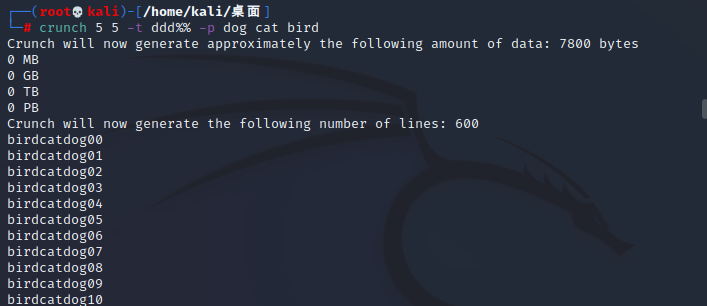 ┌──(root💀kali)-[/home/kali/桌面]
└─# crunch 5 5 -t ddd%% -p dog cat bird
Crunch will now generate approximately the following amount of data: 7800 bytes
0 MB
0 GB
0 TB
0 PB
Crunch will now generate the following number of lines: 600
birdcatdog00
birdcatdog01
birdcatdog02
birdcatdog03
birdcatdog04
birdcatdog05
birdcatdog06
birdcatdog07
birdcatdog08
birdcatdog09
birdcatdog10